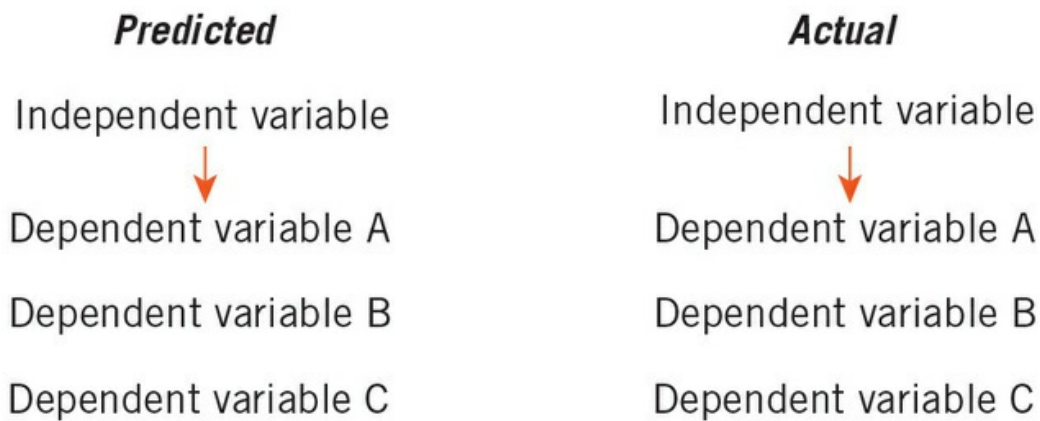 Predicted
Independent variable
Dependent variable A
Dependent variable B
Dependent variable C
Actual
Independent variable
Dependent variable A
Dependent variable B
Dependent variable C